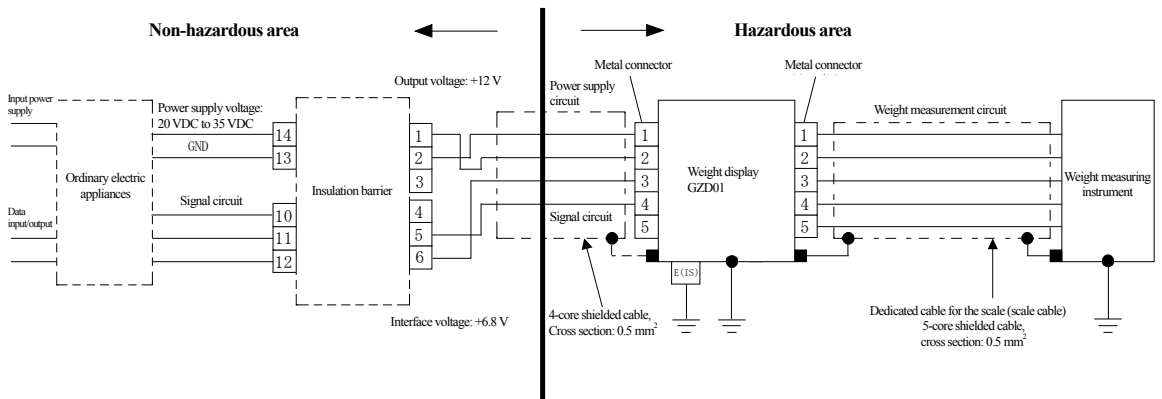 Non-hazardous area
Hazardous area
Output voltage: +12 V
Metal connector
Metal connector
Input power
supply
Power supply voltage:
20 VDC to 35 VDC
Power supply
circuit
Weight measurement circuit
14
GND
13
1
2
3
1
2
3
4
5
1
2
3
4
5
Ordinary electric
appliances
Insulation barrier
Weight display
GZD01
Weight measuring
instrument
Data
input/output
Signal circuit
10
11
12
4
5
6
Signal circuit
E(IS)
Interface voltage: +6.8 V
4-core shielded cable,
Cross section: 0.5 mm²
Dedicated cable for the scale (scale cable)
5-core shielded cable,
cross section: 0.5 mm²